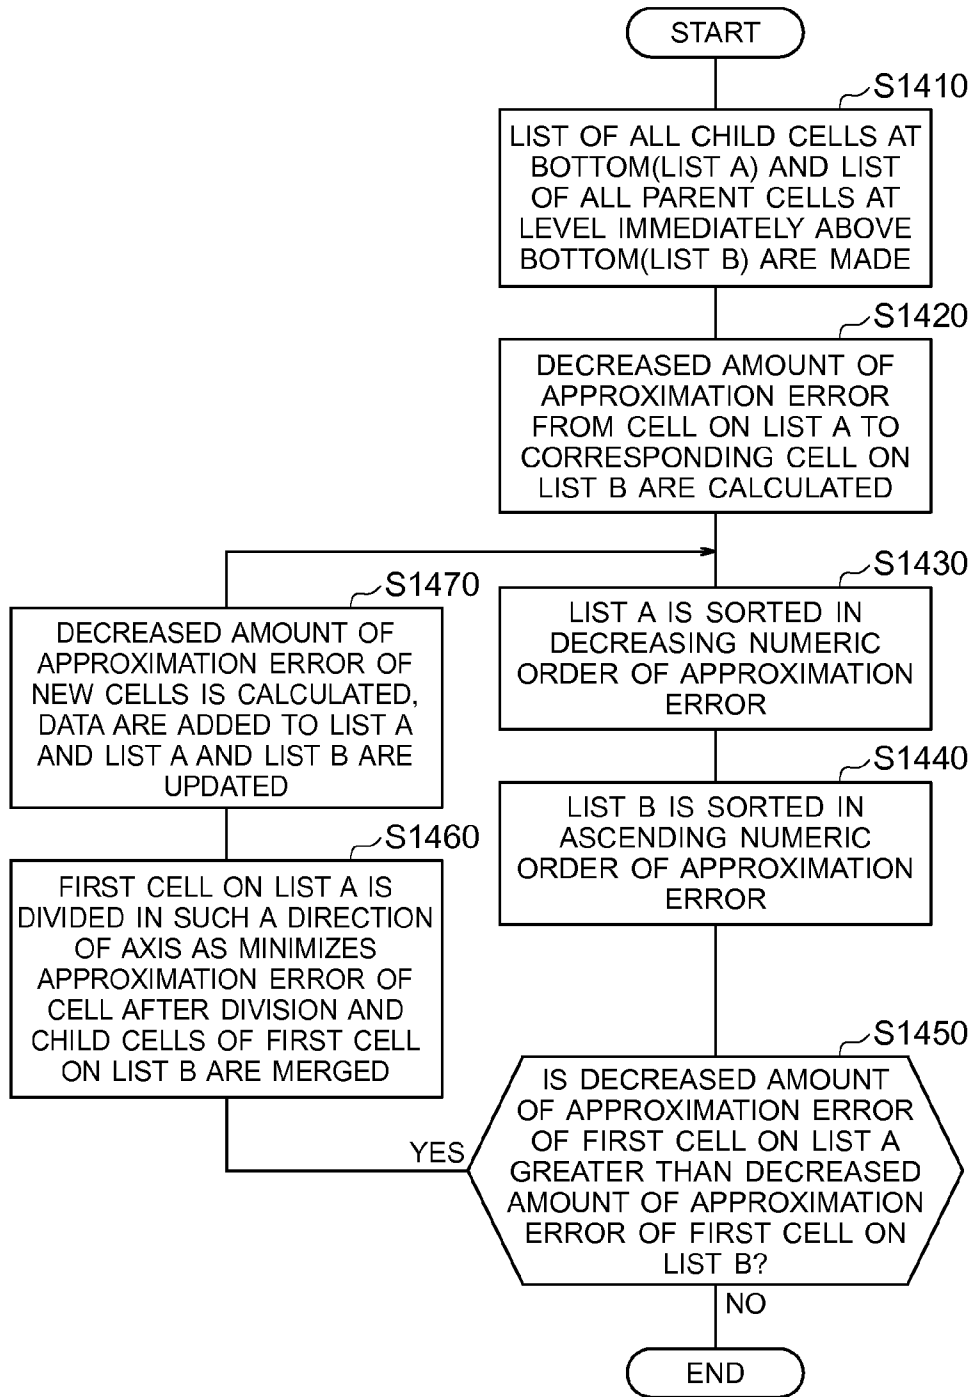 START
S1410
LIST OF ALL CHILD CELLS AT
BOTTOM(LIST A) AND LIST
OF ALL PARENT CELLS AT
LEVEL IMMEDIATELY ABOVE
BOTTOM(LIST B) ARE MADE
S1420
DECREASED AMOUNT OF
APPROXIMATION ERROR
FROM CELL ON LIST A TO
CORRESPONDING CELL ON
LIST B ARE CALCULATED
S1430
LIST A IS SORTED IN
DECREASING NUMERIC
ORDER OF APPROXIMATION
ERROR
S1440
LIST B IS SORTED IN
ASCENDING NUMERIC
ORDER OF APPROXIMATION
ERROR
S1450
IS DECREASED AMOUNT
OF APPROXIMATION ERROR
OF FIRST CELL ON LIST A
GREATER THAN DECREASED
AMOUNT OF APPROXIMATION
ERROR OF FIRST CELL ON
LIST B?
YES
S1460
FIRST CELL ON LIST A IS
DIVIDED IN SUCH A DIRECTION
OF AXIS AS MINIMIZES
APPROXIMATION ERROR OF
CELL AFTER DIVISION AND
CHILD CELLS OF FIRST CELL
ON LIST B ARE MERGED
S1470
DECREASED AMOUNT OF
APPROXIMATION ERROR OF
NEW CELLS IS CALCULATED,
DATA ARE ADDED TO LIST A
AND LIST A AND LIST B ARE
UPDATED
NO
END